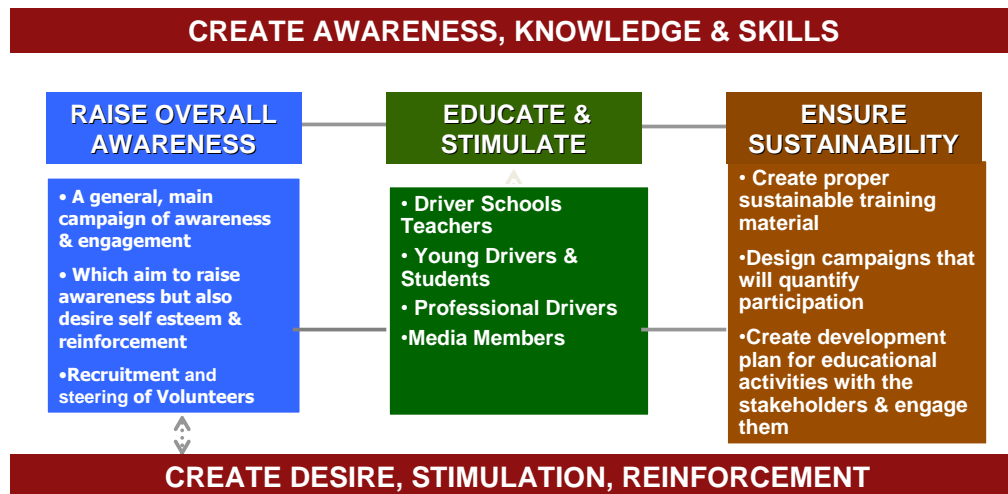 CREATE AWARENESS, KNOWLEDGE & SKILLS
RAISE OVERALL
AWARENESS
• A general, main
campaign of awareness
& engagement
• Which aim to raise
awareness but also
desire self esteem &
reinforcement
•Recruitment and
steering of Volunteers
EDUCATE &
STIMULATE
• Driver Schools
Teachers
• Young Drivers &
Students
• Professional Drivers
•Media Members
ENSURE
SUSTAINABILITY
• Create proper
sustainable training
material
•Design campaigns that
will quantify
participation
•Create development
plan for educational
activities with the
stakeholders & engage
them
CREATE DESIRE, STIMULATION, REINFORCEMENT